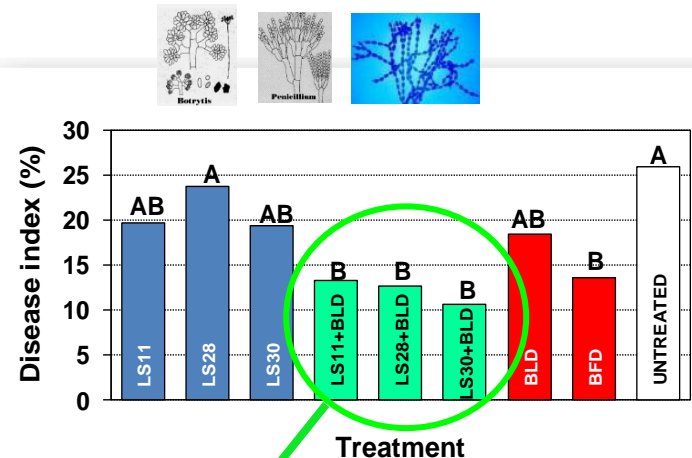 Botrytis
Penicillium
Disease index (%)
30
25
20
15
10
5
0
AB
A
AB
B
B
B
AB
B
A
LS11
LS28
LS30
LS11+BLD
LS28+BLD
LS30+BLD
BLD
BFD
UNTREATED
Treatment